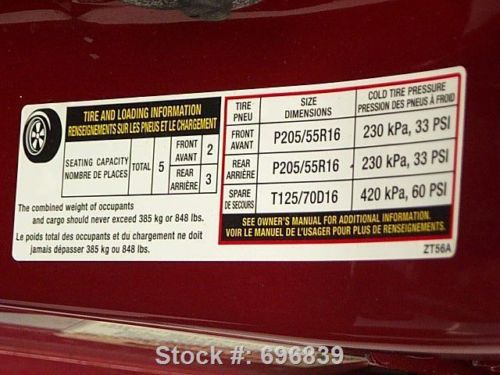 TIRE AND LOADING INFORMATION
RENSEIGNEMENTS SUR LES PNEUS ET LE CHARGEMENT
SEATING CAPACITY
NOMBRE DE PLACES
TOTAL 5
FRONT
AVANT 2
REAR
ARRIÈRE 3
The combined weight of occupants
and cargo should never exceed 385 kg or 848 lbs.
Le poids total des occupants et du chargement ne doit
jamais dépasser 385 kg ou 848 lbs.
TIRE
PNEU
SIZE
DIMENSIONS
COLD TIRE PRESSURE
PRESSION DES PNEUS À FROID
FRONT
AVANT
P205/55R16
230 kPa, 33 PSI
REAR
ARRIÈRE
P205/55R16
230 kPa, 33 PSI
SPARE
DE SECOURS
T125/70D16
420 kPa, 60 PSI
SEE OWNER'S MANUAL FOR ADDITIONAL INFORMATION.
VOIR LE MANUEL DE L'USAGER POUR PLUS DE RENSEIGNEMENTS.
ZT56A
Stock #: 696839